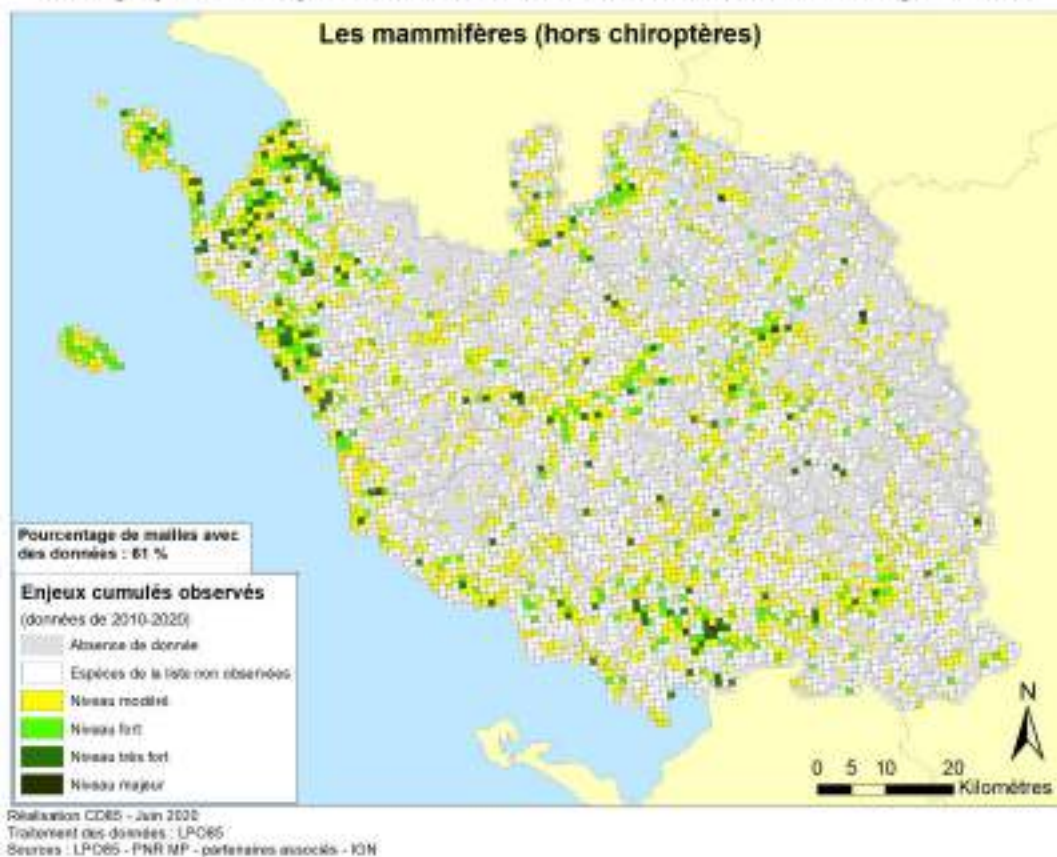 Les mammifères (hors chiroptères)
Pourcentage de mailles avec
des données : 61 %
Enjeux cumulés observés
(données de 2010-2020)
Absence de donnée
Espèces de la liste non observées
Niveau modéré
Niveau fort
Niveau très fort
Niveau majeur
N
0 5 10 20
Kilomètres
Réalisation CD85 - Juin 2020
Traitement des données : LPO85
Sources : LPO85 - PNR MP - partenaires associés - IGN